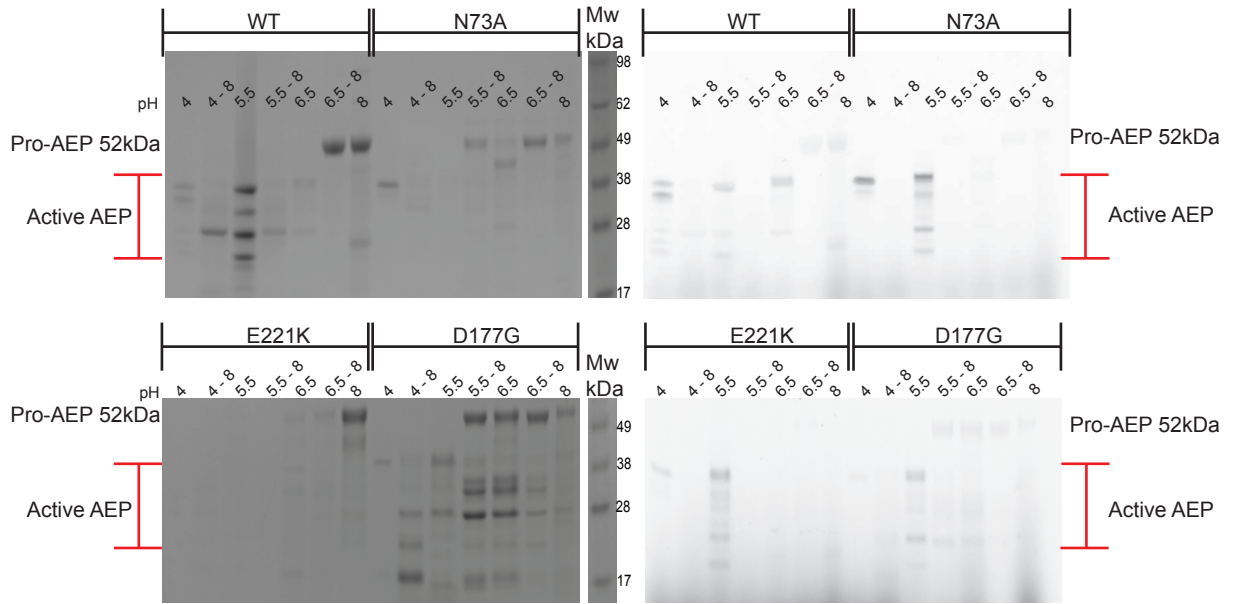 WT N73A Mw WT N73A
kDa
98
pH 4 4 - 8 5.5 5.5 - 8 6.5 6.5 - 8 8 4 4 - 8 5.5 5.5 - 8 6.5 6.5 - 8 8 4 4 - 8 5.5 5.5 - 8 6.5 6.5 - 8 8 4 4 - 8 5.5 5.5 - 8 6.5 6.5 - 8 8
62
Pro-AEP 52kDa 49 Pro-AEP 52kDa
38
Active AEP 28 Active AEP
17
E221K D177G Mw E221K D177G
kDa
pH 4 4 - 8 5.5 5.5 - 8 6.5 6.5 - 8 8 4 4 - 8 5.5 5.5 - 8 6.5 6.5 - 8 8 4 4 - 8 5.5 5.5 - 8 6.5 6.5 - 8 8 4 4 - 8 5.5 5.5 - 8 6.5 6.5 - 8 8
Pro-AEP 52kDa 49 Pro-AEP 52kDa
38
Active AEP 28 Active AEP
17